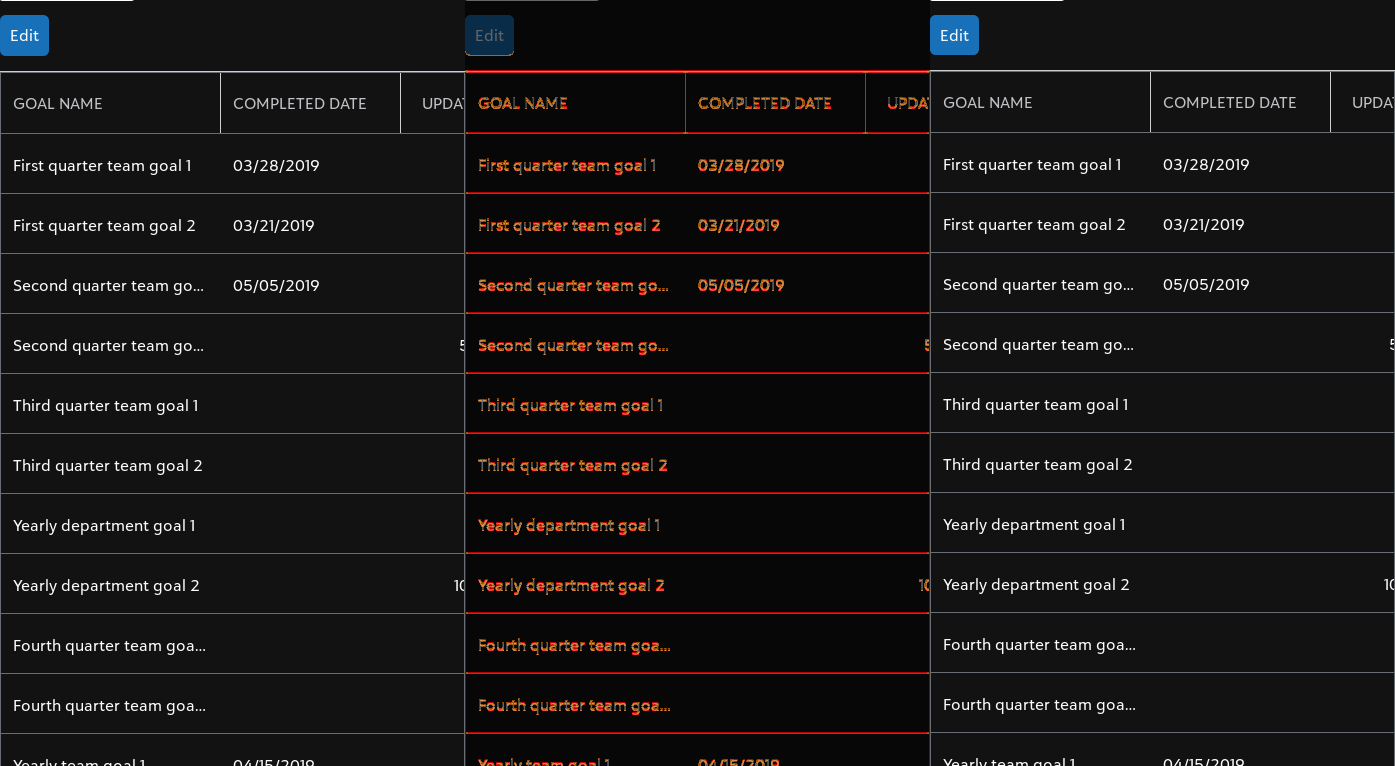 Edit Edit Edit
GOAL NAME COMPLETED DATE UPDAT GOAL NAME COMPLETED DATE UPDA GOAL NAME COMPLETED DATE UPDA
First quarter team goal 1 03/28/2019 First quarter team goal 1 03/28/2019 First quarter team goal 1 03/28/2019
First quarter team goal 2 03/21/2019 First quarter team goal 2 03/21/2019 First quarter team goal 2 03/21/2019
Second quarter team go... 05/05/2019 Second quarter team go... 05/05/2019 Second quarter team go... 05/05/2019
Second quarter team go... 5 Second quarter team go... 5 Second quarter team go... 5
Third quarter team goal 1 Third quarter team goal 1 Third quarter team goal 1
Third quarter team goal 2 Third quarter team goal 2 Third quarter team goal 2
Yearly department goal 1 Yearly department goal 1 Yearly department goal 1
Yearly department goal 2 10 Yearly department goal 2 10 Yearly department goal 2 10
Fourth quarter team goa... Fourth quarter team goa... Fourth quarter team goa...
Fourth quarter team goa... Fourth quarter team goa... Fourth quarter team goa...
Yearly team goal 1 04/15/2019 Yearly team goal 1 04/15/2019 Yearly team goal 1 04/15/2019